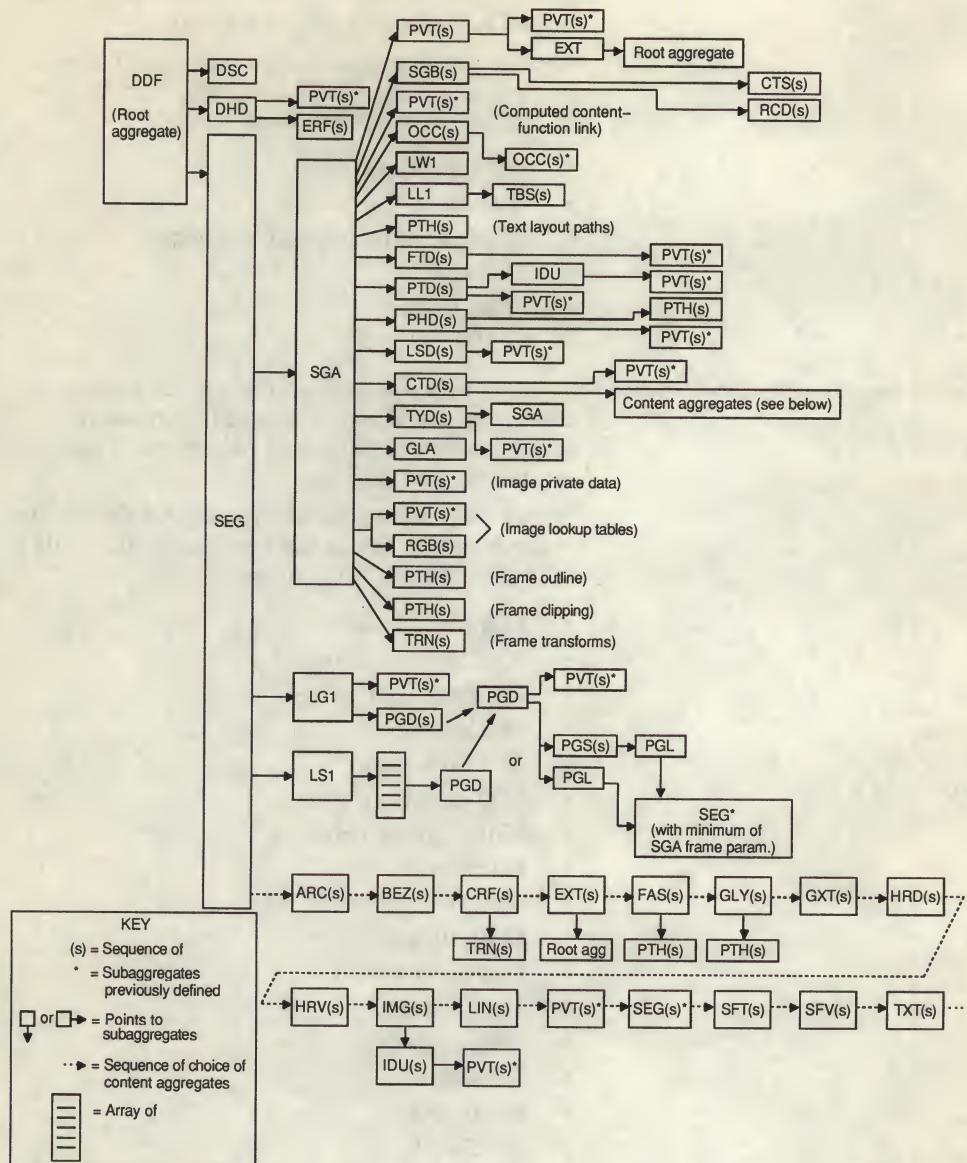 PVT(s)
PVT(s)*
EXT
Root aggregate
DDF
(Root
aggregate)
DSC
DHD
PVT(s)*
ERF(s)
SGB(s)
CTS(s)
RCD(s)
PVT(s)*
(Computed content–
function link)
OCC(s)
OCC(s)*
LW1
LL1
TBS(s)
PTH(s)
(Text layout paths)
FTD(s)
PVT(s)*
PTD(s)
IDU
PVT(s)*
PVT(s)*
PHD(s)
PTH(s)
PVT(s)*
LSD(s)
PVT(s)*
SGA
CTD(s)
PVT(s)*
Content aggregates (see below)
TYD(s)
SGA
PVT(s)*
GLA
PVT(s)*
(Image private data)
SEG
PVT(s)*
RGB(s)
(Image lookup tables)
PTH(s)
(Frame outline)
PTH(s)
(Frame clipping)
TRN(s)
(Frame transforms)
LG1
PVT(s)*
PGD(s)
PGD
PVT(s)*
LS1
PGD
or
PGS(s)
PGL
PGL
SEG*
(with minimum of
SGA frame param.)
ARC(s)
BEZ(s)
CRF(s)
EXT(s)
FAS(s)
GLY(s)
GXT(s)
HRD(s)
TRN(s)
Root agg
PTH(s)
PTH(s)
HRV(s)
IMG(s)
LIN(s)
PVT(s)*
SEG(s)*
SFT(s)
SFV(s)
TXT(s)
IDU(s)
PVT(s)*
KEY
(s) = Sequence of
* = Subaggregates
previously defined
or = Points to
subaggregates
= Sequence of choice of
content aggregates
= Array of